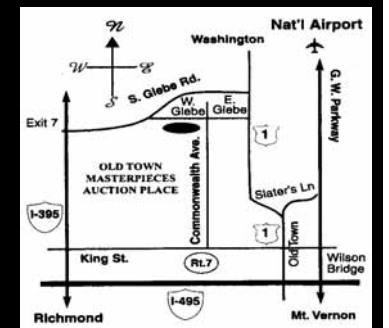 n
Nat'l Airport
Washington
W
E
S
S. Glebe Rd.
W.
Glebe
E.
Glebe
G. W. Parkway
Exit 7
1
OLD TOWN
MASTERPIECES
AUCTION PLACE
Commonwealth Ave.
Slater's Ln
I-395
1
Old Town
King St.
Rt.7
Wilson
Bridge
I-495
Richmond
Mt. Vernon